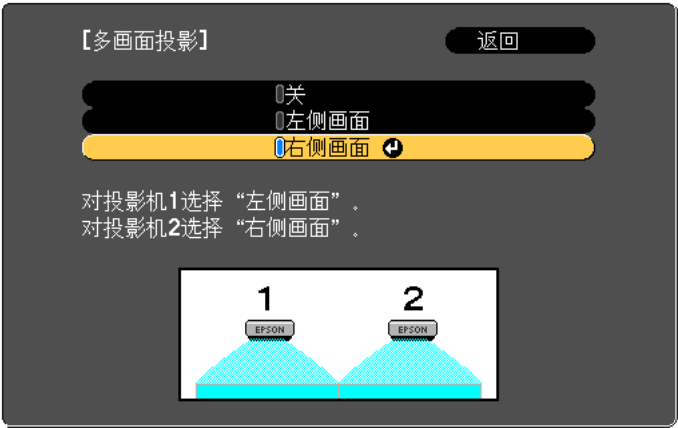 【多画面投影】
返回
关
左侧画面
右侧画面
对投影机1选择“左侧画面”.
对投影机2选择“右侧画面”.
1 2
EPSON EPSON